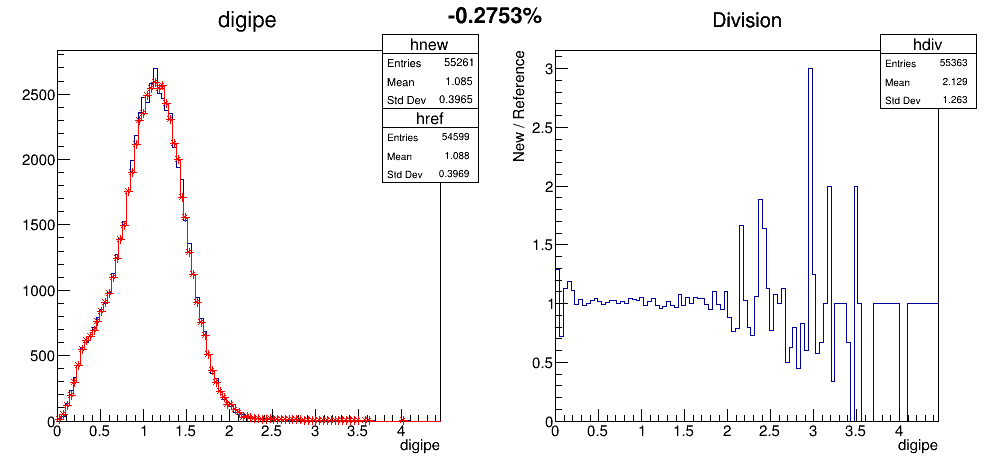 -0.2753%
digipe
hnew
Entries 55261
Mean 1.085
Std Dev 0.3965
href
Entries 54599
Mean 1.088
Std Dev 0.3969
2500
2000
1500
1000
500
0
0 0.5 1 1.5 2 2.5 3 3.5 4
digipe
Division
hdiv
Entries 55363
Mean 2.129
Std Dev 1.263
New / Reference
3
2.5
2
1.5
1
0.5
0
0 0.5 1 1.5 2 2.5 3 3.5 4
digipe